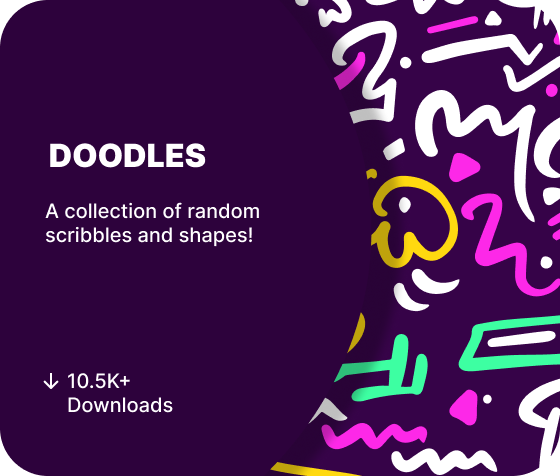 DOODLES
A collection of random
scribbles and shapes!
10.5K+
Downloads